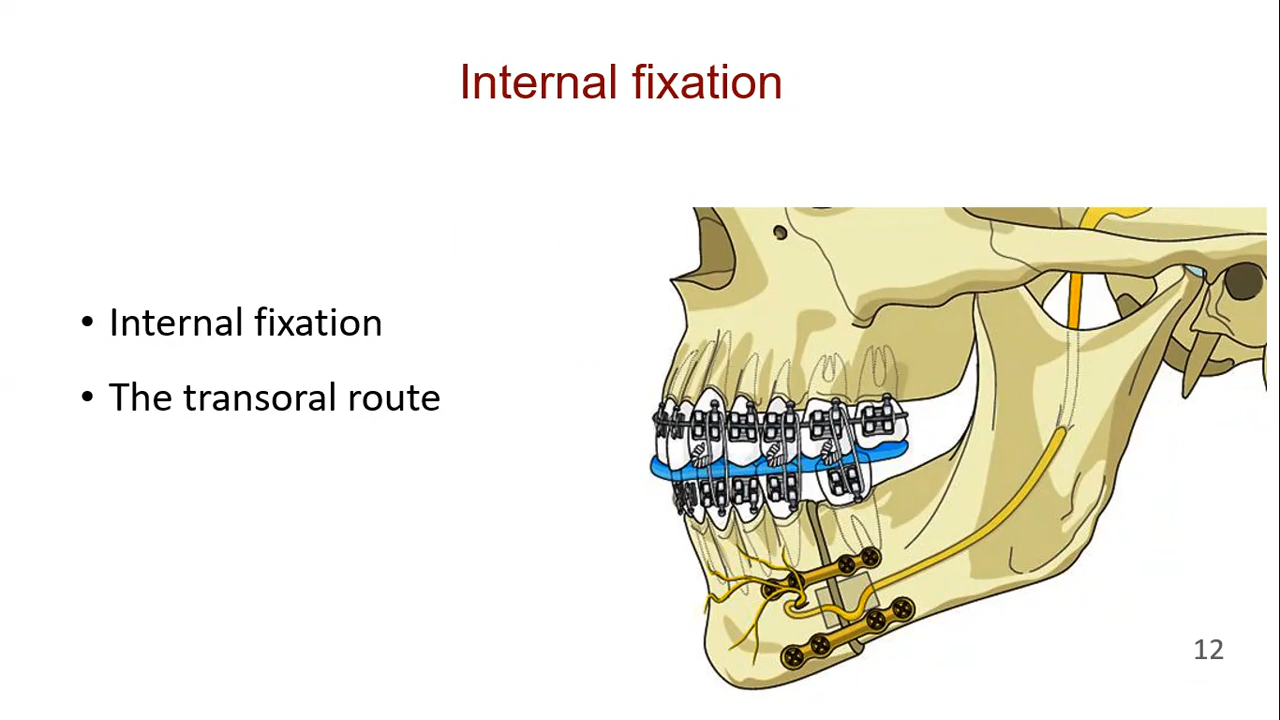 Internal fixation
• Internal fixation
• The transoral route
12